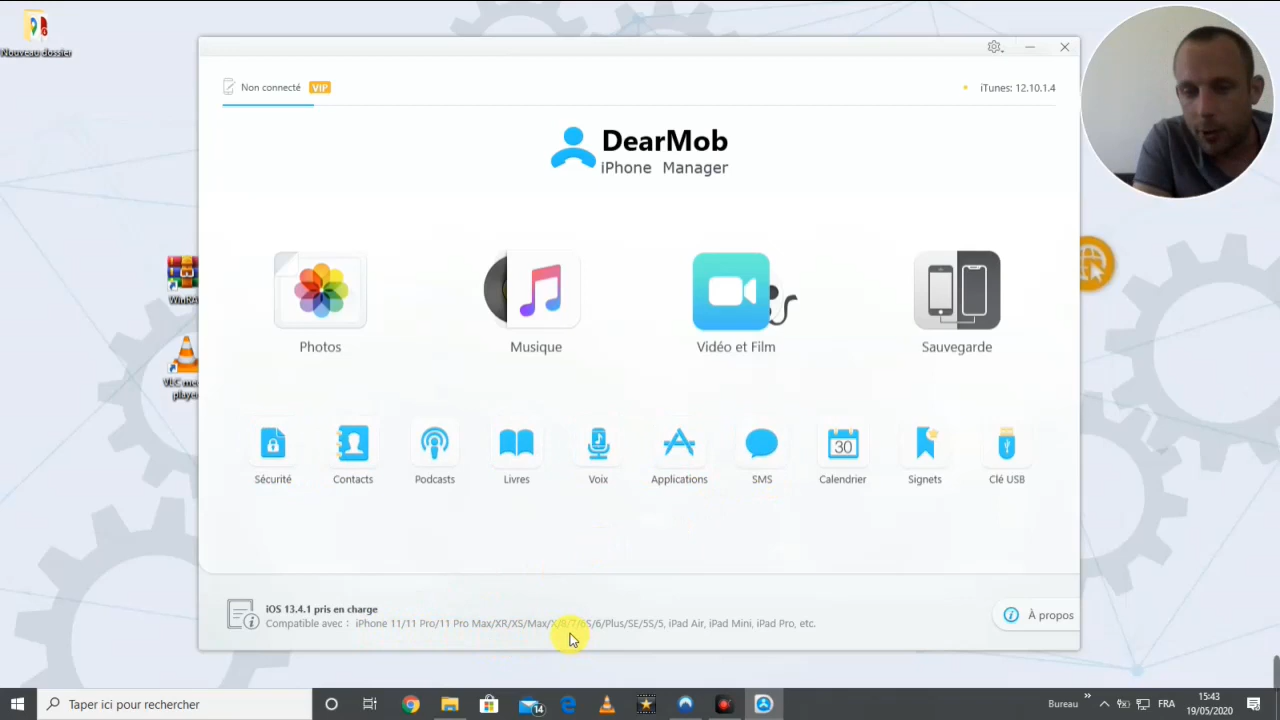 Nouveau dossier
Non connecté VIP
iTunes: 12.10.1.4
DearMob
iPhone Manager
WinRA
VLC me
player
Photos
Musique
Vidéo et Film
Sauvegarde
30
Sécurité
Contacts
Podcasts
Livres
Voix
Applications
SMS
Calendrier
Signets
Clé USB
iOS 13.4.1 pris en charge
Compatible avec : iPhone 11/11 Pro/11 Pro Max/XR/XS/Max/X/8/7/6S/6/Plus/SE/5S/5, iPad Air, iPad Mini, iPad Pro, etc.
À propos
Taper ici pour rechercher
14
Bureau
FRA
15:43
19/05/2020